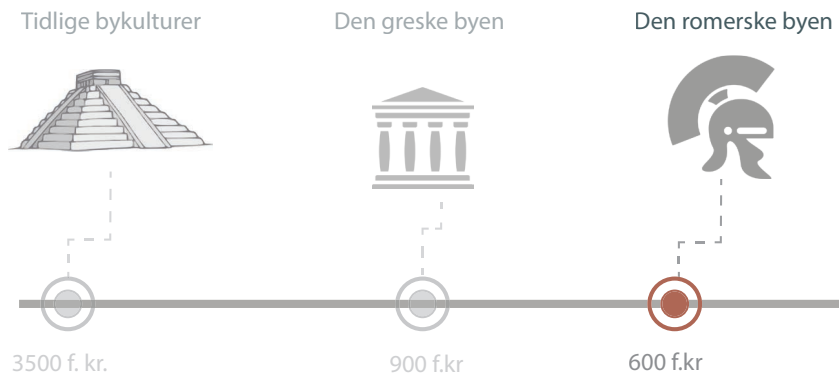 Tidlige bykulturer
Den greske byen
Den romerske byen
3500 f. kr.
900 f.kr
600 f.kr